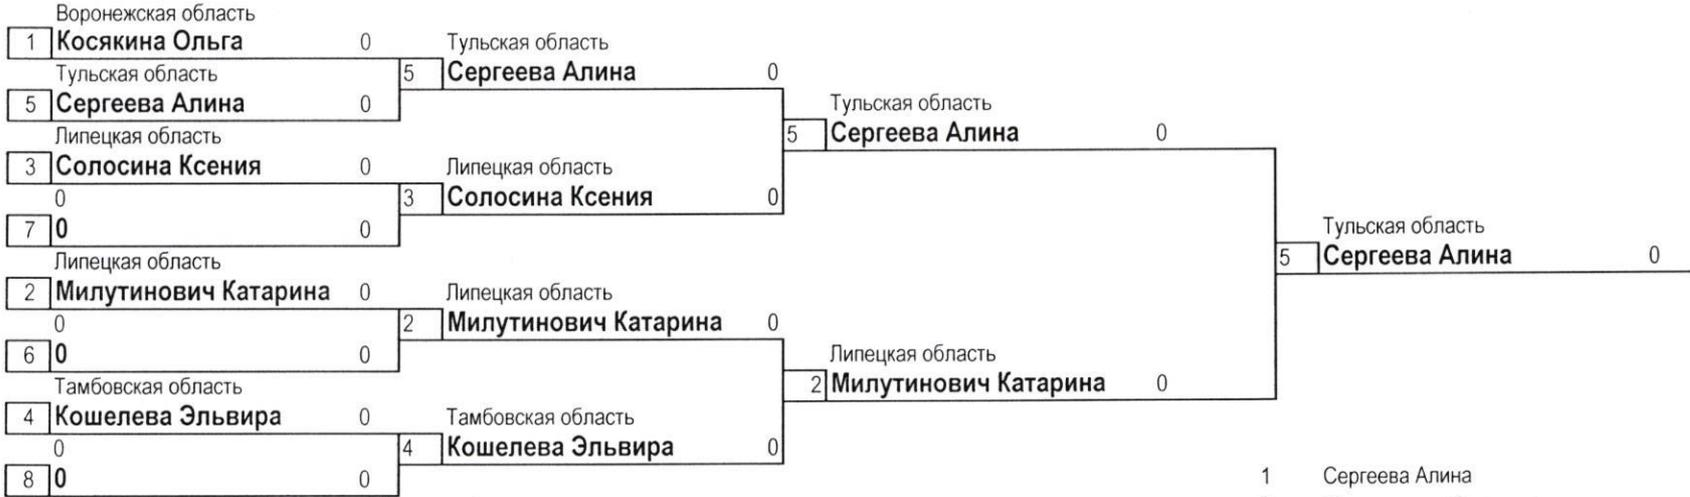 Воронежская область
1 Косякина Ольга 0
Тульская область
5 Сергеева Алина 0
Липецкая область
3 Солосина Ксения 0
0
7 0 0
Липецкая область
2 Милутинович Катарина 0
0
6 0 0
Тамбовская область
4 Кошелева Эльвира 0
0
8 0 0
Тульская область
5 Сергеева Алина 0
Липецкая область
3 Солосина Ксения 0
Липецкая область
2 Милутинович Катарина 0
Тамбовская область
4 Кошелева Эльвира 0
Тульская область
5 Сергеева Алина 0
Липецкая область
2 Милутинович Катарина 0
Тульская область
5 Сергеева Алина 0
1 Сергеева Алина